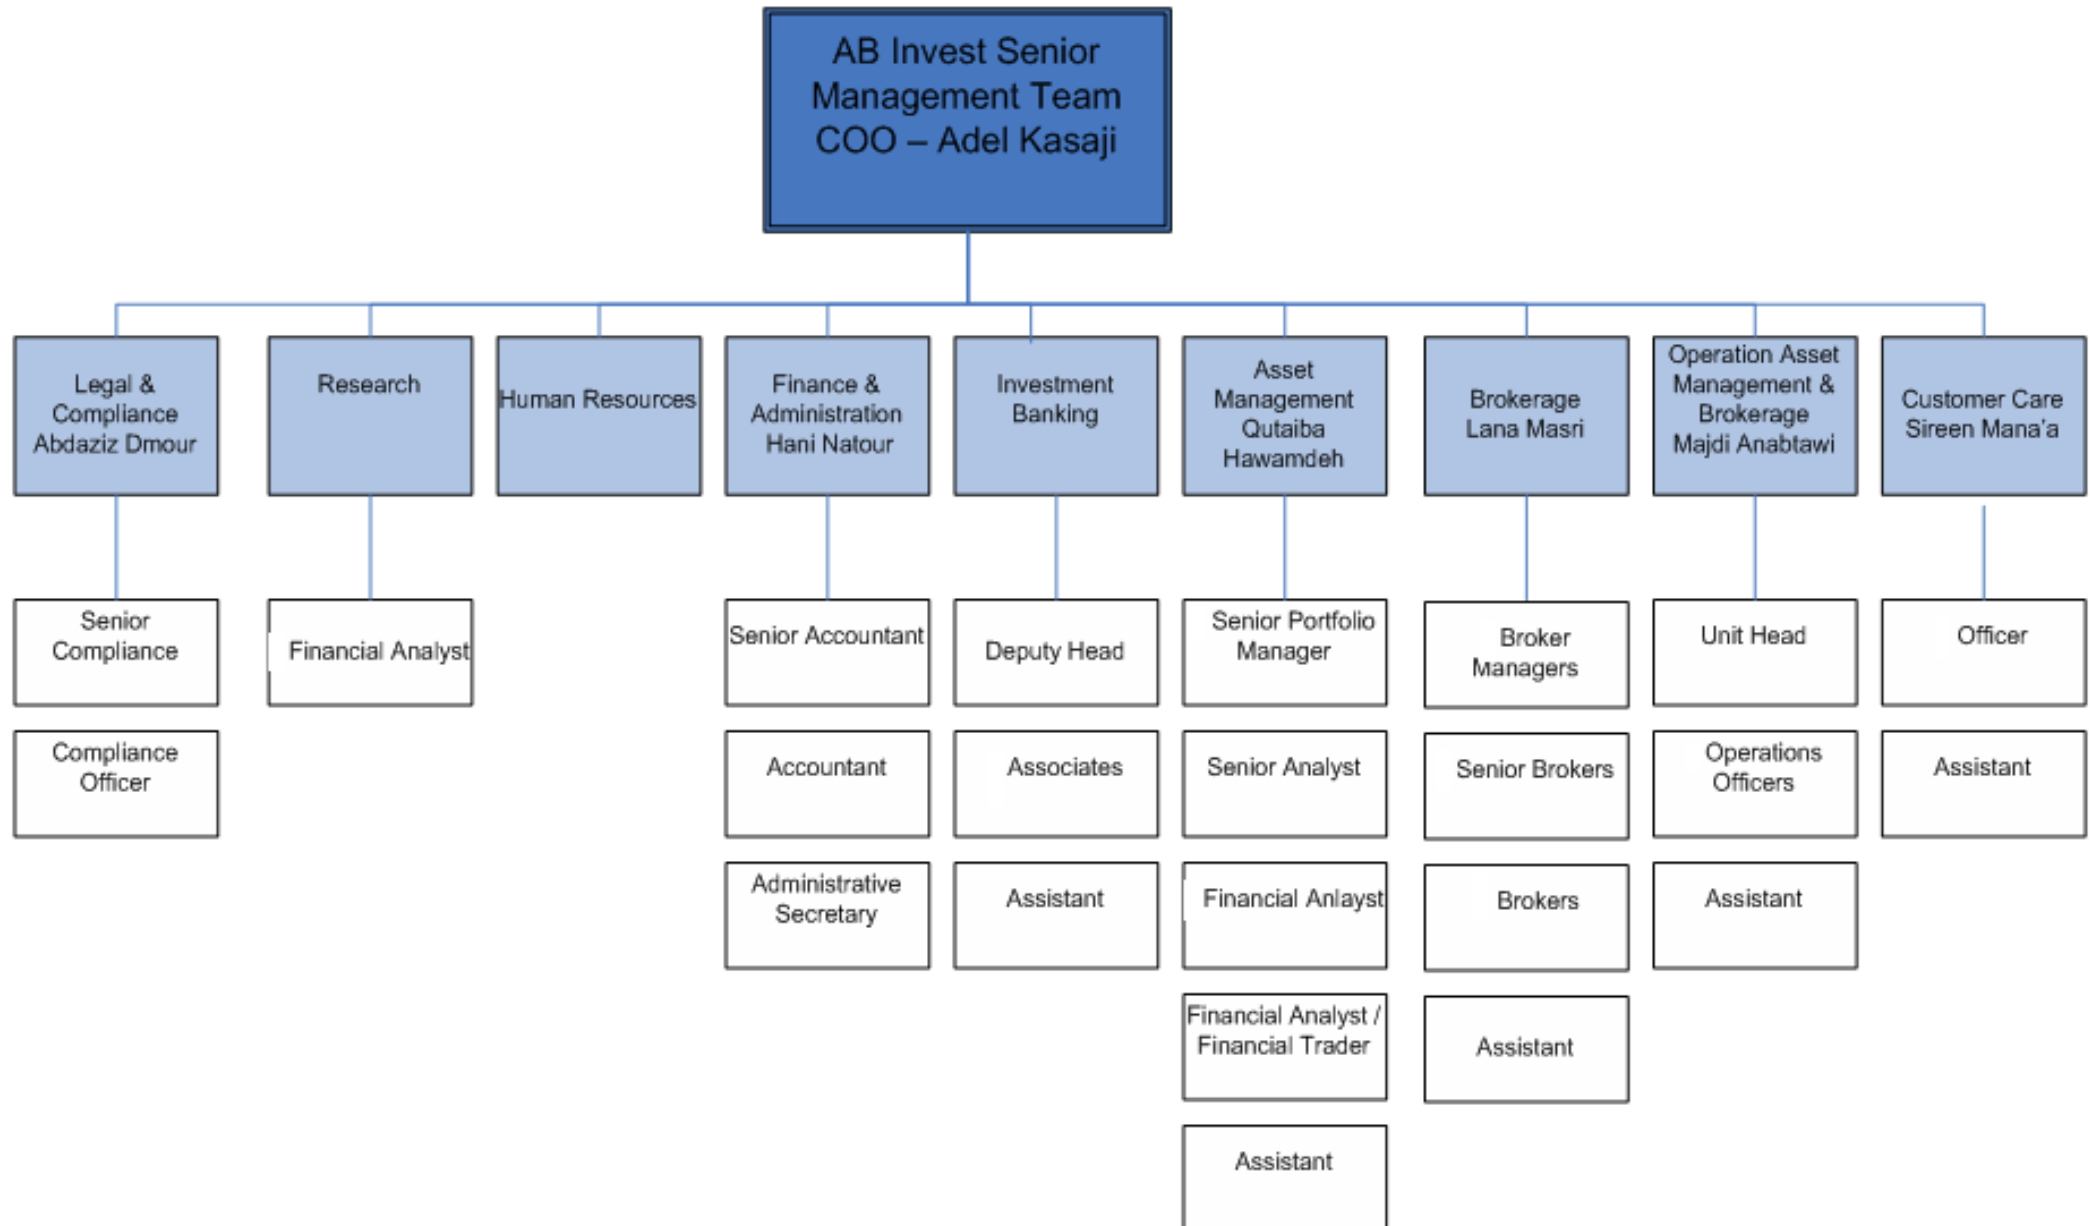 AB Invest Senior
Management Team
COO – Adel Kasaji
Legal &
Compliance
Abdaziz Dmour
Research
Human Resources
Finance &
Administration
Hani Natour
Investment
Banking
Asset
Management
Qutaiba
Hawamdeh
Brokerage
Lana Masri
Operation Asset
Management &
Brokerage
Majdi Anabtawi
Customer Care
Sireen Mana'a
Senior
Compliance
Financial Analyst
Senior Accountant
Deputy Head
Senior Portfolio
Manager
Broker
Managers
Unit Head
Officer
Compliance
Officer
Accountant
Associates
Senior Analyst
Senior Brokers
Operations
Officers
Assistant
Administrative
Secretary
Assistant
Financial Anlayst
Brokers
Assistant
Financial Analyst /
Financial Trader
Assistant
Assistant